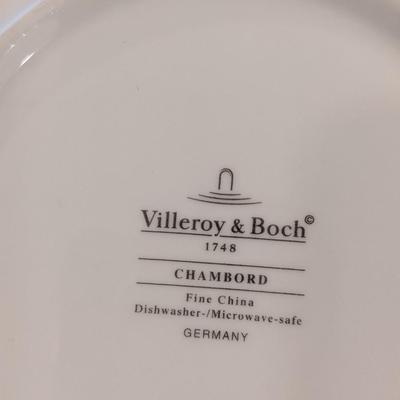 Villeroy & Boch©
1748
CHAMBORD
Fine China
Dishwasher-/Microwave-safe
GERMANY